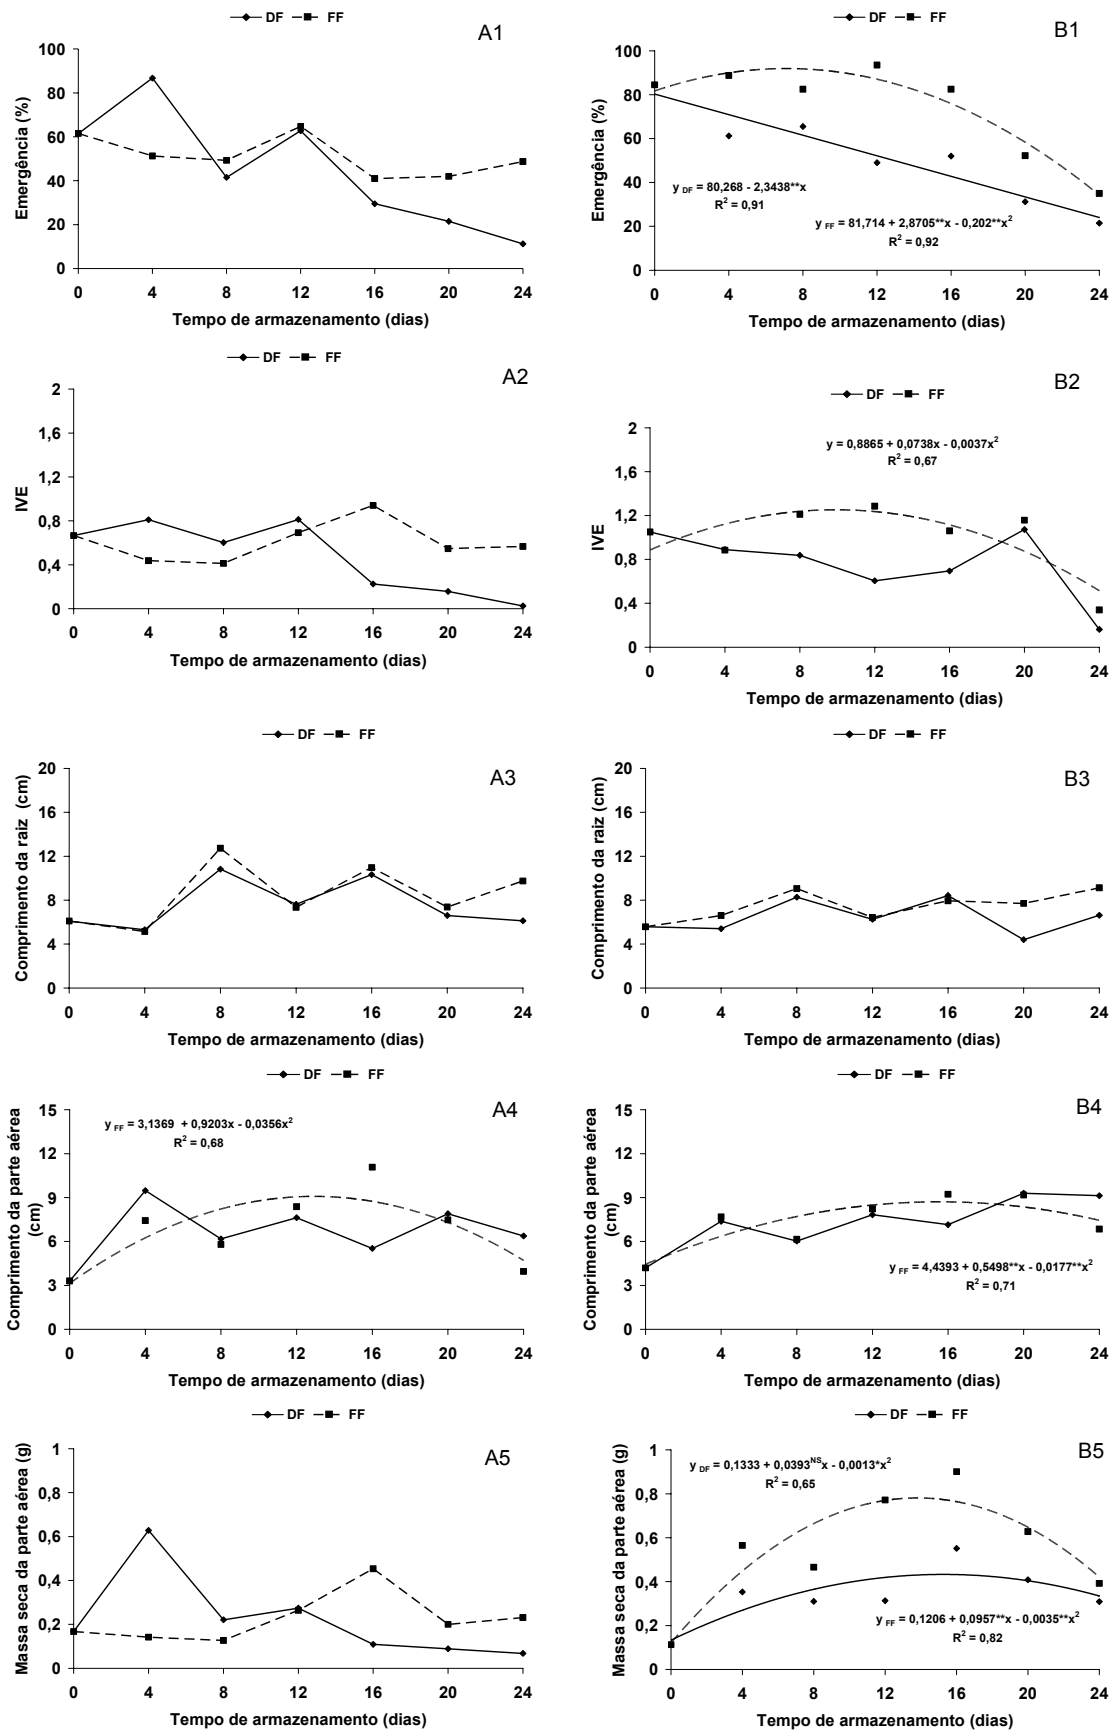 DF FF
A1
100
80
60
40
20
0
Emergência (%)
0 4 8 12 16 20 24
Tempo de armazenamento (dias)
DF FF
B1
100
80
60
40
20
0
Emergência (%)
y DF = 80,268 - 2,3438**x
R² = 0,91
y FF = 81,714 + 2,8705**x - 0,202**x²
R² = 0,92
0 4 8 12 16 20 24
Tempo de armazenamento (dias)
DF FF
A2
2
1,6
1,2
0,8
0,4
0
IVE
0 4 8 12 16 20 24
Tempo de armazenamento (dias)
B2
DF FF
2
1,6
1,2
0,8
0,4
0
IVE
y = 0,8865 + 0,0738x - 0,0037x²
R² = 0,67
0 4 8 12 16 20 24
Tempo de armazenamento (dias)
DF FF
A3
20
16
12
8
4
0
Comprimento da raiz (cm)
0 4 8 12 16 20 24
Tempo de armazenamento (dias)
DF FF
B3
20
16
12
8
4
0
Comprimento da raiz (cm)
0 4 8 12 16 20 24
Tempo de armazenamento (dias)
DF FF
A4
15
12
9
6
3
0
Comprimento da parte aérea
(cm)
y FF = 3,1369 + 0,9203x - 0,0356x²
R² = 0,68
0 4 8 12 16 20 24
Tempo de armazenamento (dias)
DF FF
B4
15
12
9
6
3
0
Comprimento da parte aérea
(cm)
y FF = 4,4393 + 0,5498**x - 0,0177**x²
R² = 0,71
0 4 8 12 16 20 24
Tempo de armazenamento (dias)
DF FF
A5
1
0,8
0,6
0,4
0,2
0
Massa seca da parte aérea (g)
0 4 8 12 16 20 24
Tempo de armazenamento (dias)
DF FF
B5
1
0,8
0,6
0,4
0,2
0
Massa seca da parte aérea (g)
y DF = 0,1333 + 0,0393ᴺˢx - 0,0013*x²
R² = 0,65
y FF = 0,1206 + 0,0957**x - 0,0035**x²
R² = 0,82
0 4 8 12 16 20 24
Tempo de armazenamento (dias)